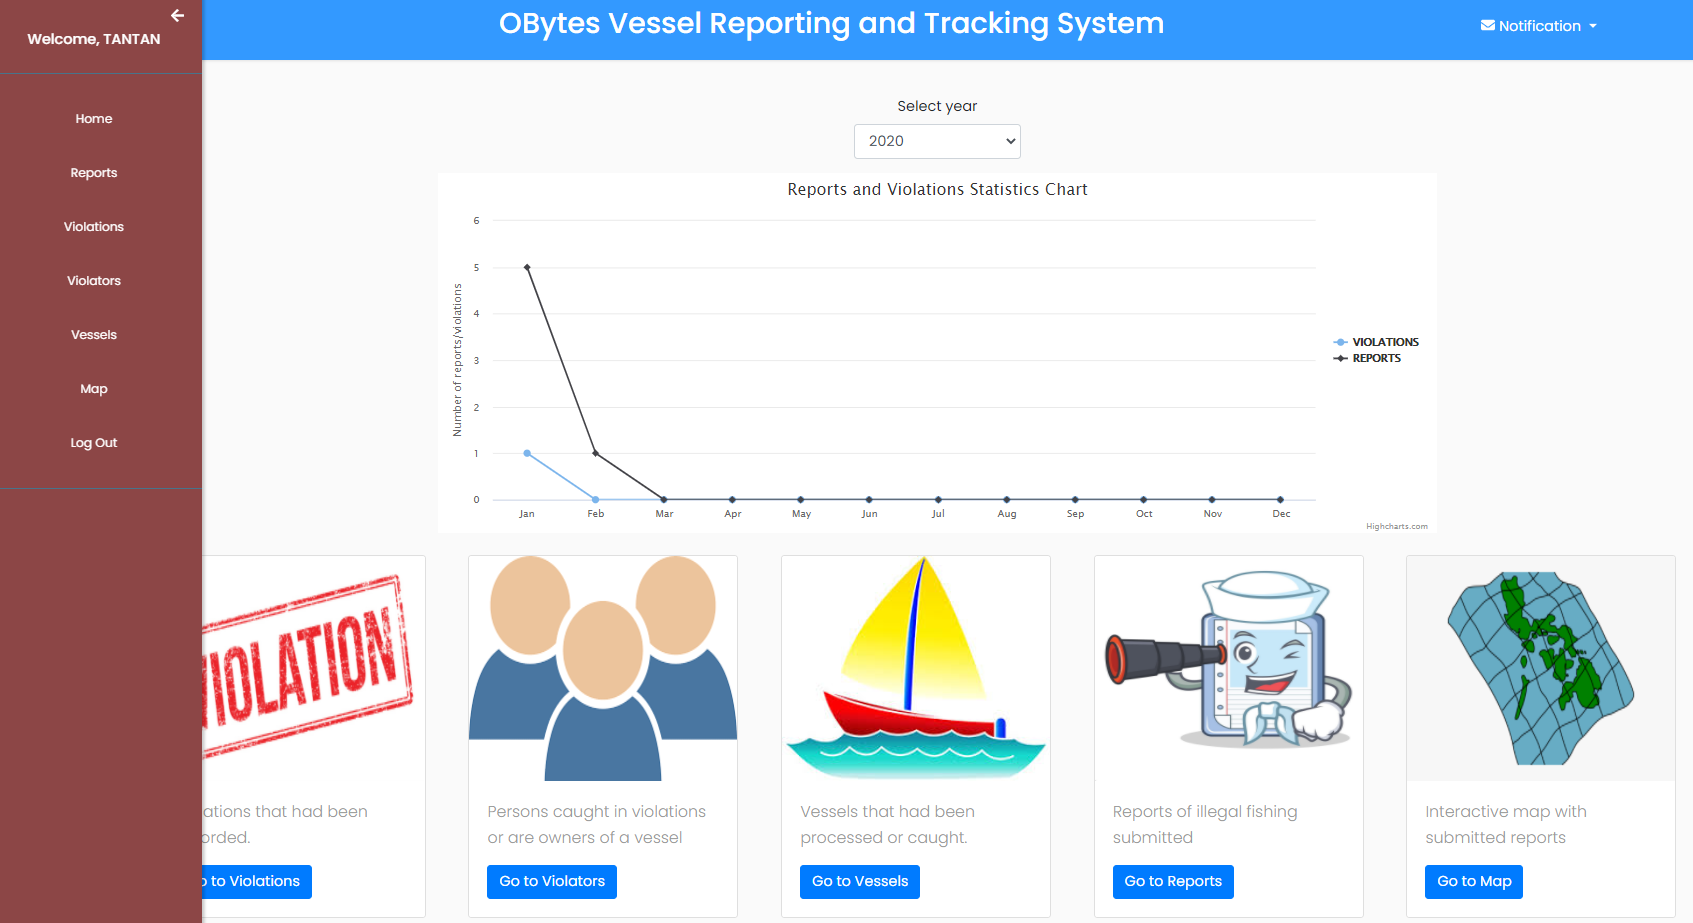 Welcome, TANTAN
Home
Reports
Violations
Violators
Vessels
Map
Log Out
OBytes Vessel Reporting and Tracking System
Notification
Select year
2020
Reports and Violations Statistics Chart
Number of reports/violations
6
5
4
3
2
1
0
Jan Feb Mar Apr May Jun Jul Aug Sep Oct Nov Dec
VIOLATIONS
REPORTS
Highcharts.com
VIOLATION
ations that had been
orded.
to Violations
Persons caught in violations
or are owners of a vessel
Go to Violators
Vessels that had been
processed or caught.
Go to Vessels
Reports of illegal fishing
submitted
Go to Reports
Interactive map with
submitted reports
Go to Map